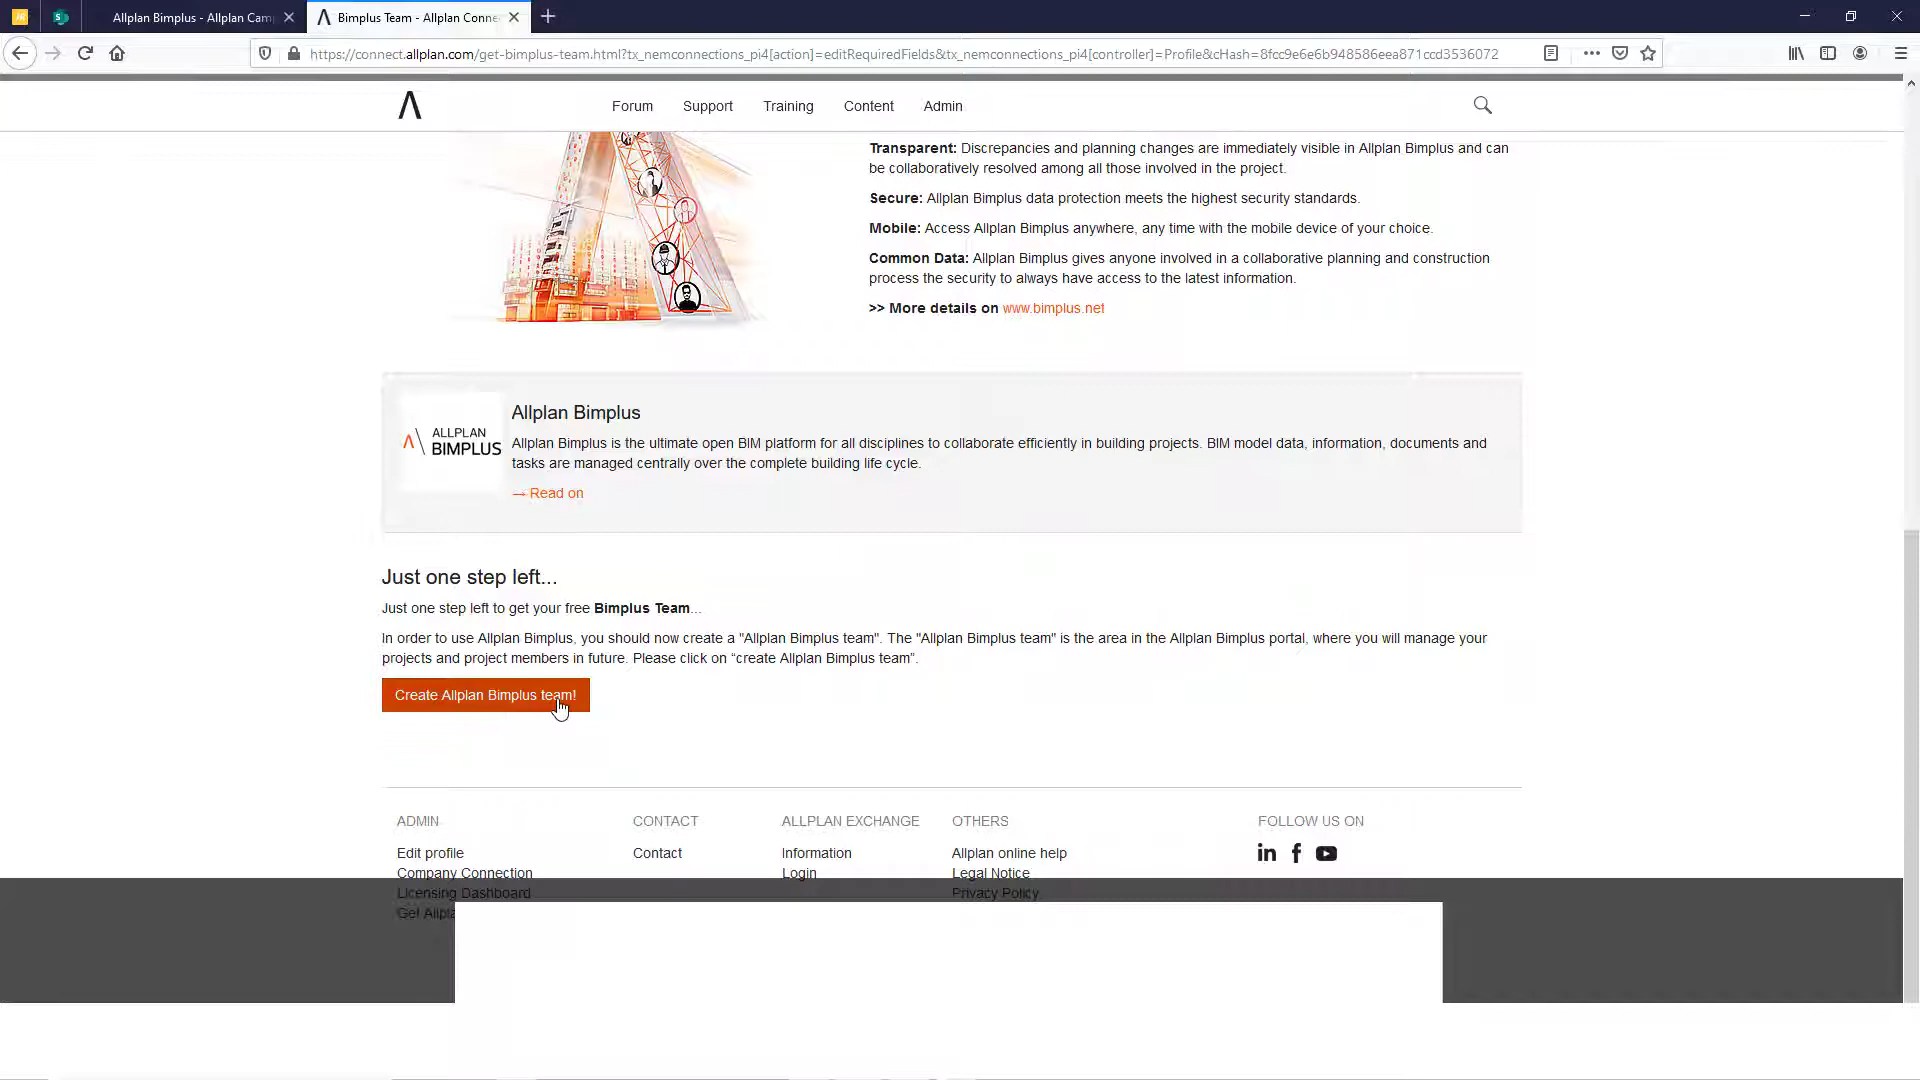 Allplan Bimplus - Allplan Cam
Bimplus Team - Allplan Conne
https://connect.allplan.com/get-bimplus-team.html?tx_nemconnections_pi4[action]=editRequiredFields&tx_nemconnections_pi4[controller]=Profile&cHash=8fcc9e6e6b948586eea871ccd3536072
Forum Support Training Content Admin
Transparent: Discrepancies and planning changes are immediately visible in Allplan Bimplus and can
be collaboratively resolved among all those involved in the project.
Secure: Allplan Bimplus data protection meets the highest security standards.
Mobile: Access Allplan Bimplus anywhere, any time with the mobile device of your choice.
Common Data: Allplan Bimplus gives anyone involved in a collaborative planning and construction
process the security to always have access to the latest information.
>> More details on www.bimplus.net
ALLPLAN
BIMPLUS
Allplan Bimplus
Allplan Bimplus is the ultimate open BIM platform for all disciplines to collaborate efficiently in building projects. BIM model data, information, documents and
tasks are managed centrally over the complete building life cycle.
→ Read on
Just one step left...
Just one step left to get your free Bimplus Team...
In order to use Allplan Bimplus, you should now create a "Allplan Bimplus team". The "Allplan Bimplus team" is the area in the Allplan Bimplus portal, where you will manage your
projects and project members in future. Please click on “create Allplan Bimplus team”.
Create Allplan Bimplus team!
ADMIN
Edit profile
Company Connection
Licensing Dashboard
Get Allpla
CONTACT
Contact
ALLPLAN EXCHANGE
Information
Login
OTHERS
Allplan online help
Legal Notice
Privacy Policy
FOLLOW US ON